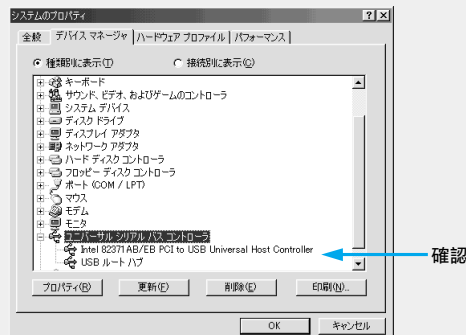 システムのプロパティ
全般 デバイス マネージャ ハードウェア プロファイル パフォーマンス
種類別に表示(T) 接続別に表示(C)
キーボード
サウンド、ビデオ、およびゲームのコントローラ
システム デバイス
ディスク ドライブ
ディスプレイ アダプタ
ネットワーク アダプタ
ハード ディスク コントローラ
フロッピー ディスク コントローラ
ポート (COM / LPT)
マウス
モデム
モニタ
ユニバーサル シリアル バス コントローラ
Intel 82371AB/EB PCI to USB Universal Host Controller
確認
USB ルート ハブ
プロパティ(R) 更新(F) 削除(E) 印刷(N)...
OK キャンセル